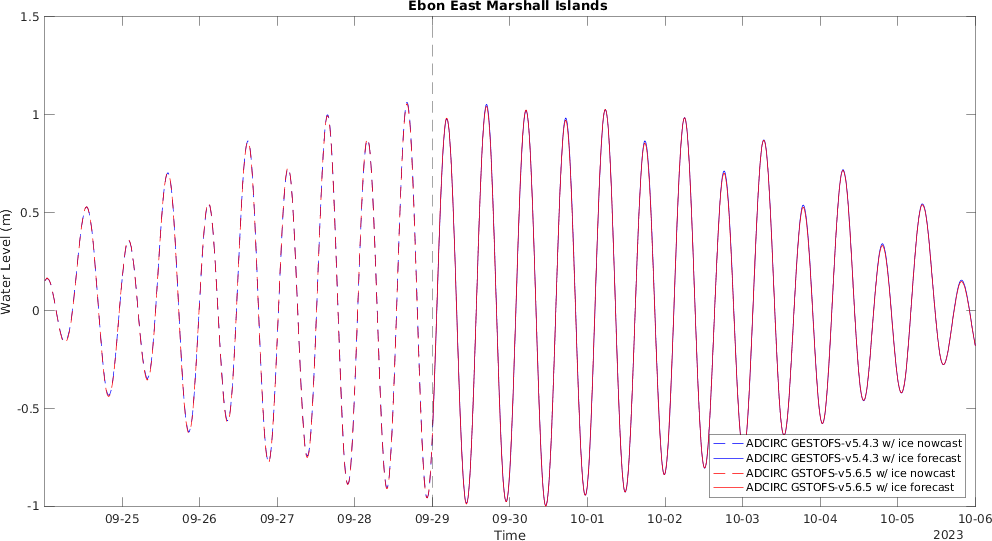 Ebon East Marshall Islands
1.5
1
0.5
0
-0.5
-1
Water Level (m)
ADCIRC GESTOFS-v5.4.3 w/ ice nowcast
ADCIRC GESTOFS-v5.4.3 w/ ice forecast
ADCIRC GSTOFS-v5.6.5 w/ ice nowcast
ADCIRC GSTOFS-v5.6.5 w/ ice forecast
09-25 09-26 09-27 09-28 09-29 09-30 10-01 10-02 10-03 10-04 10-05 10-06
Time
2023